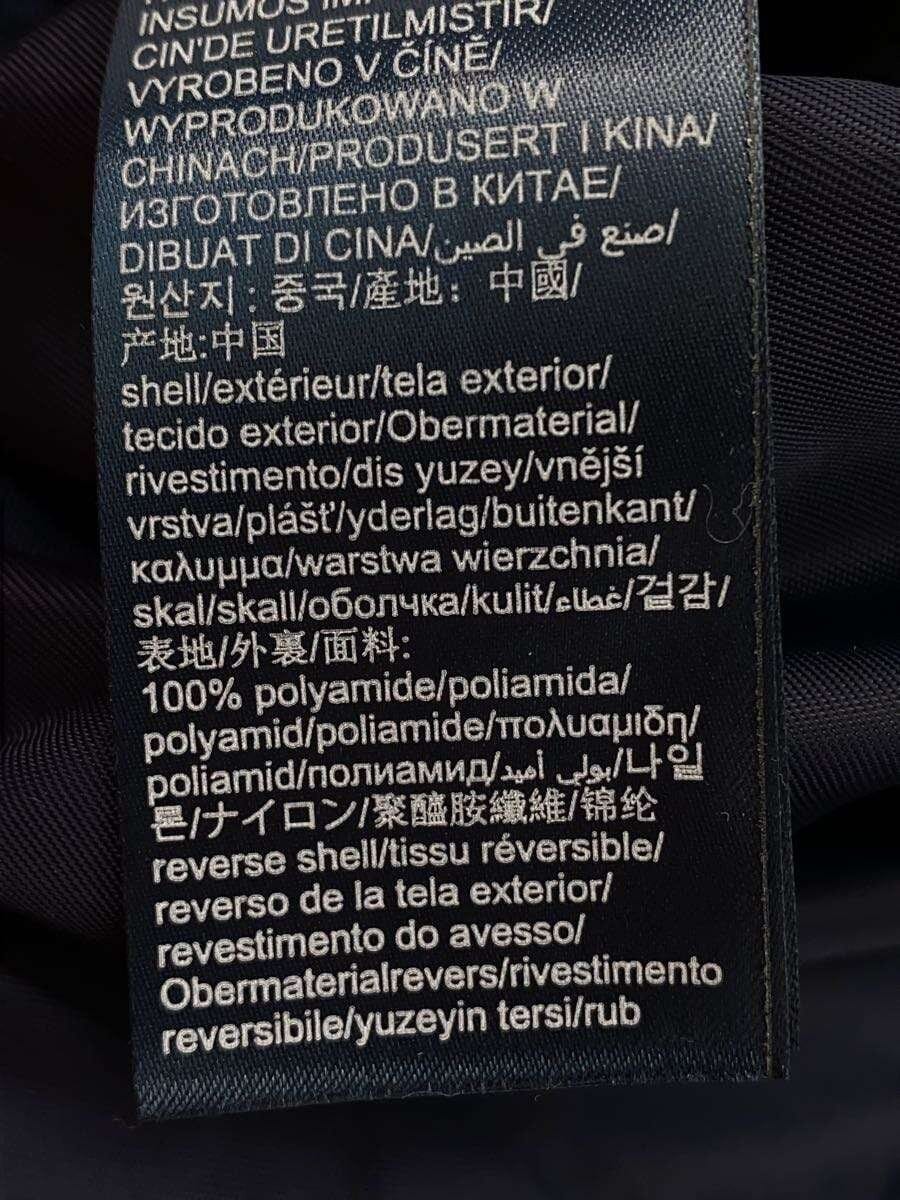 INSUMOS
CIN'DE URETILMISTIR/
VYROBENO V ČÍNĚ/
WYPRODUKOWANO W
CHINACH/PRODUSERT I KINA/
ИЗГОТОВЛЕНО В КИТАЕ/
DIBUAT DI CINA/صنع في الصين/
원산지 : 중국/產地: 中國/
产地:中国
shell/extérieur/tela exterior/
tecido exterior/Obermaterial/
rivestimento/dis yuzey/vnější
vrstva/plášť/yderlag/buitenkant/
καλυμμα/warstwa wierzchnia/
skal/skall/оболчка/kulit/غطاء/겉감/
表地/外裏/面料:
100% polyamide/poliamida/
polyamid/poliamide/πολυαμιδη/
poliamid/полиамид/بولي أميد/나일
론/ナイロン/聚醯胺纖維/锦纶
reverse shell/tissu réversible/
reverso de la tela exterior/
revestimento do avesso/
Obermaterialrevers/rivestimento
reversibile/yuzeyin tersi/rub